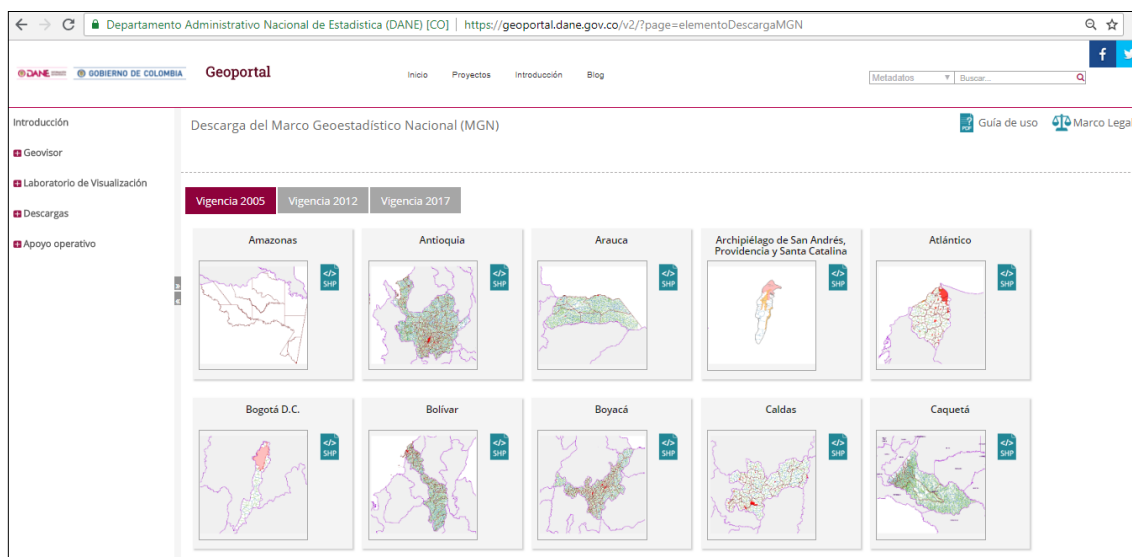 Departamento Administrativo Nacional de Estadistica (DANE) [CO] | https://geoportal.dane.gov.co/v2/?page=elementoDescargaMGN
DANE GOBIERNO DE COLOMBIA Geoportal Inicio Proyectos Introducción Blog Metadatos Buscar...
Introducción
Geovisor
Laboratorio de Visualización
Descargas
Apoyo operativo
Descarga del Marco Geoestadístico Nacional (MGN)
PDF Guía de uso Marco Legal
Vigencia 2005 Vigencia 2012 Vigencia 2017
Amazonas
</>
SHP
Antioquia
</>
SHP
Arauca
</>
SHP
Archipiélago de San Andrés,
Providencia y Santa Catalina
</>
SHP
Atlántico
</>
SHP
Bogotá D.C.
</>
SHP
Bolívar
</>
SHP
Boyacá
</>
SHP
Caldas
</>
SHP
Caquetá
</>
SHP